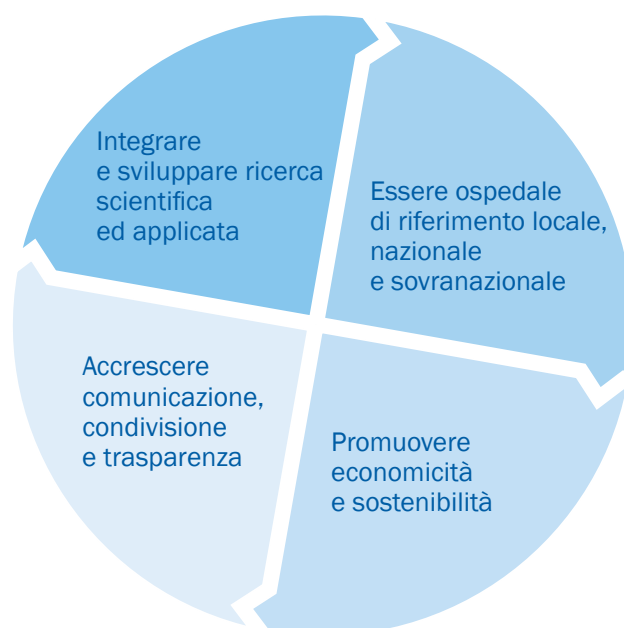 Integrare
e sviluppare ricerca
scientifica
ed applicata
Essere ospedale
di riferimento locale,
nazionale
e sovranazionale
Accrescere
comunicazione,
condivisione
e trasparenza
Promuovere
economicità
e sostenibilità